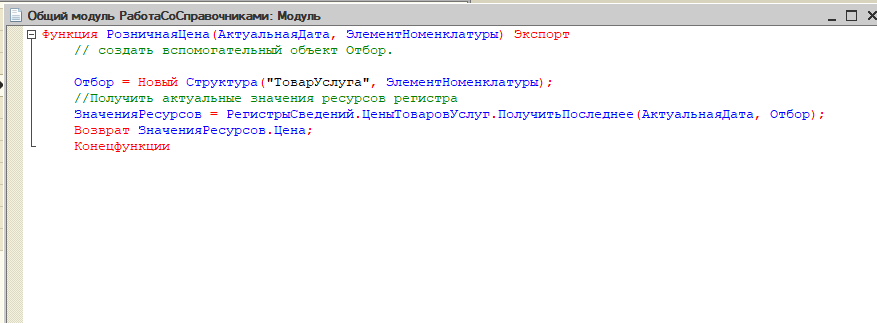 Общий модуль РаботаСоСправочниками: Модуль
Функция РозничнаяЦена(АктуальнаяДата, ЭлементНоменклатуры) Экспорт
// создать вспомогательный объект Отбор.
Отбор = Новый Структура("ТоварУслуга", ЭлементНоменклатуры);
//Получить актуальные значения ресурсов регистра
ЗначенияРесурсов = РегистрыСведений.ЦеныТоваровУслуг.ПолучитьПоследнее(АктуальнаяДата, Отбор);
Возврат ЗначенияРесурсов.Цена;
Конецфункции